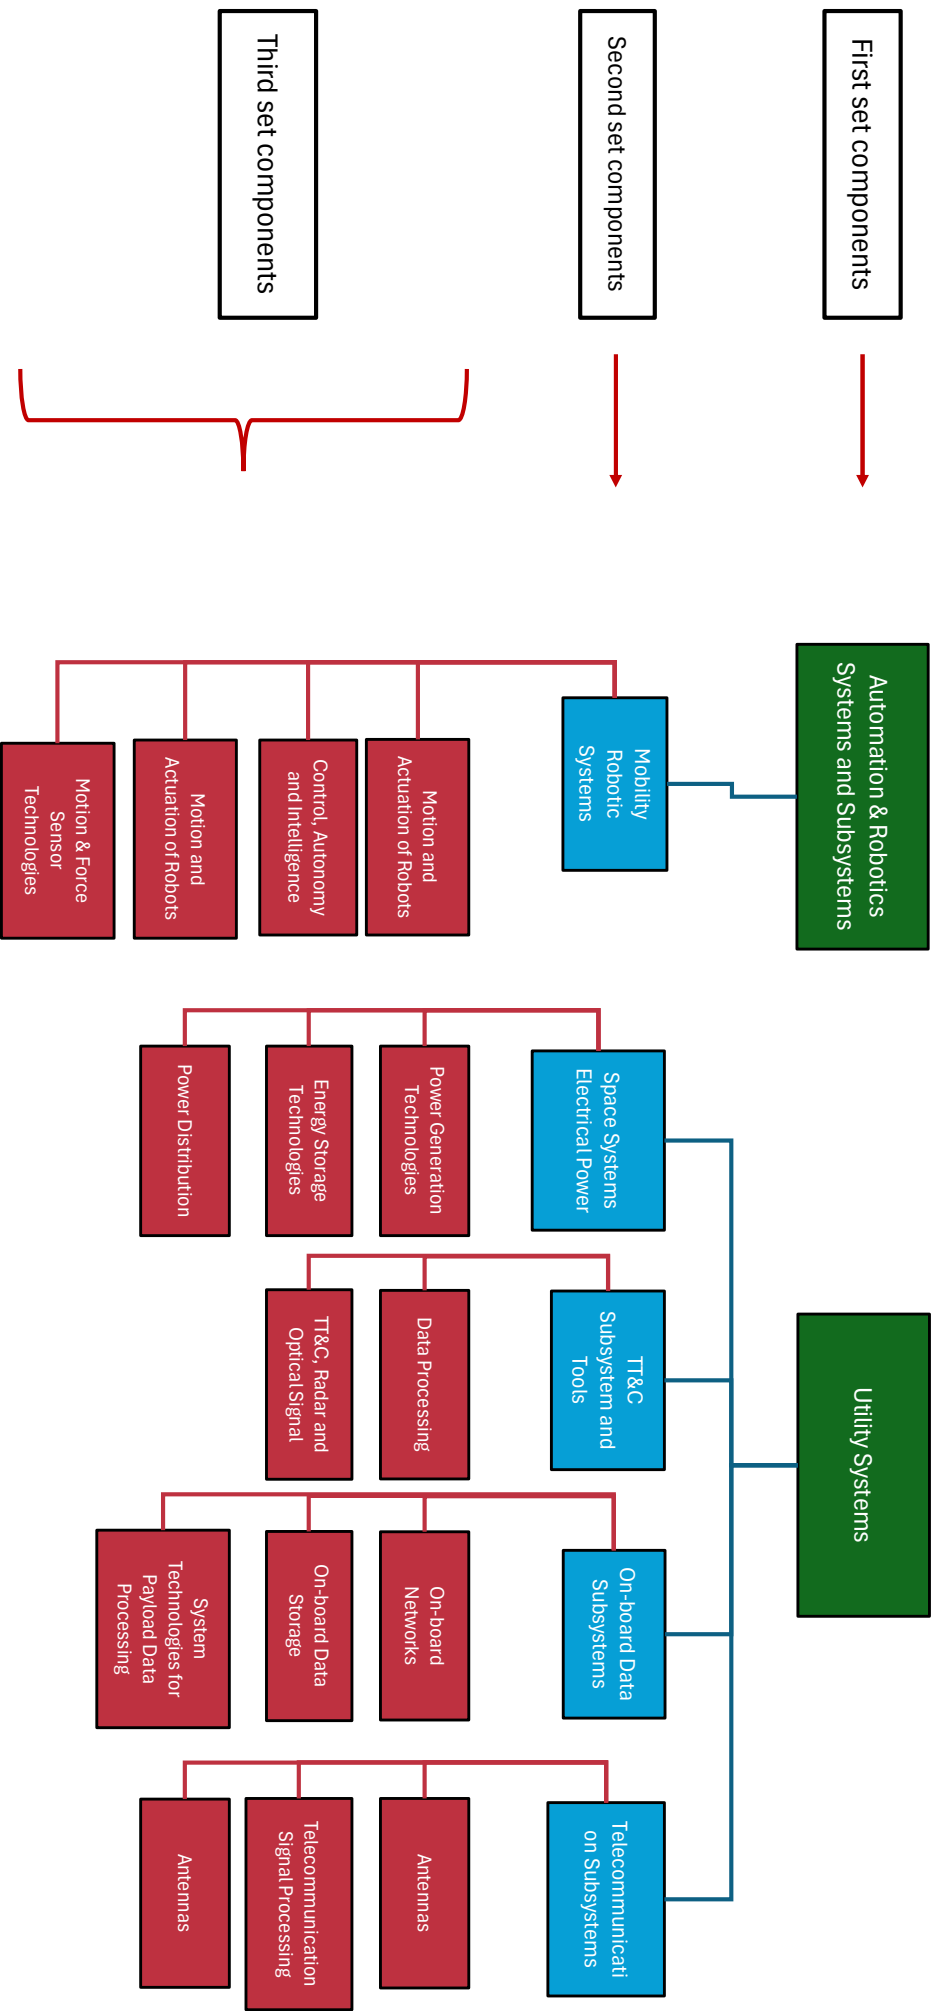 First set components
Automation & Robotics
Systems and Subsystems
Utility Systems
Second set components
Mobility
Robotic
Systems
Space Systems
Electrical Power
TT&C
Subsystem and
Tools
On-board Data
Subsystems
Telecommunicati
on Subsystems
Third set components
Motion and
Actuation of Robots
Control, Autonomy
and Intelligence
Motion and
Actuation of Robots
Motion & Force
Sensor
Technologies
Power Generation
Technologies
Energy Storage
Technologies
Power Distribution
Data Processing
TT&C, Radar and
Optical Signal
On-board
Networks
On-board Data
Storage
System
Technologies for
Payload Data
Processing
Antennas
Telecommunication
Signal Processing
Antennas